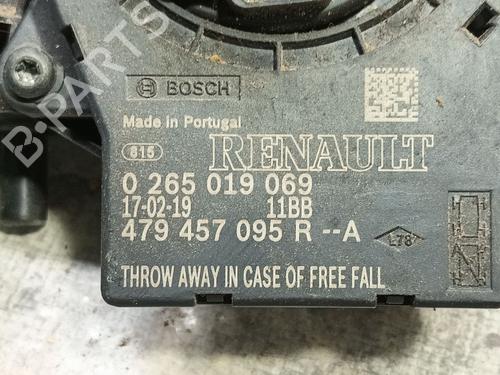 B-PARTS
BOSCH
Made in Portugal
615 RENAULT
0 265 019 069
17-02-19 11BB
479 457 095 R --A L78 N
THROW AWAY IN CASE OF FREE FALL